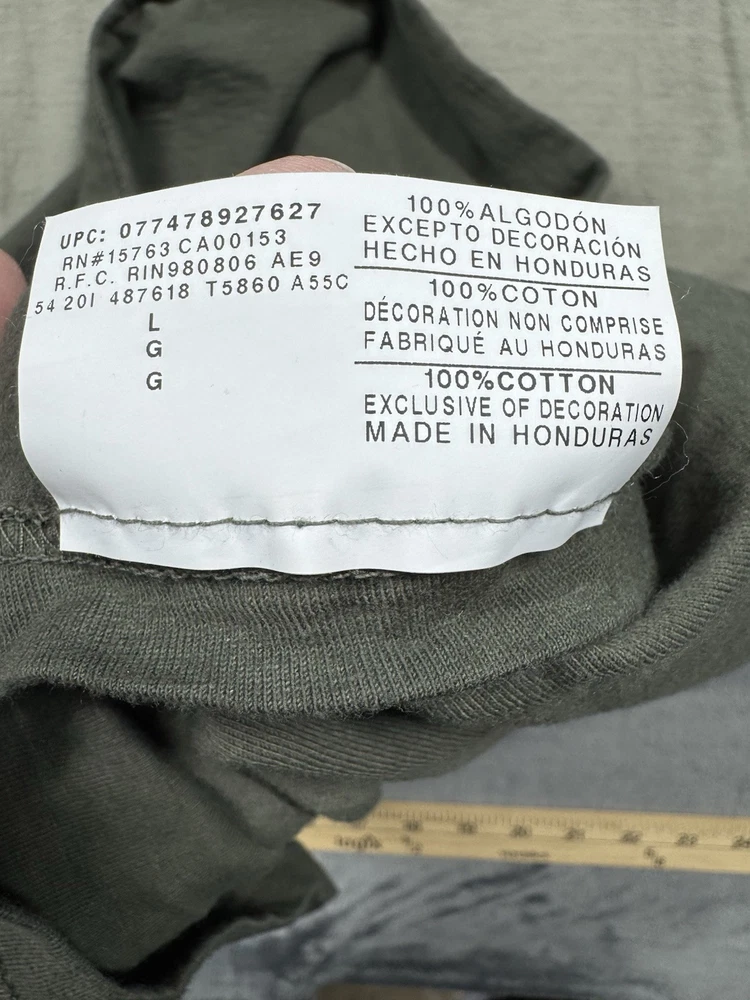 UPC: 077478927627
RN#15763 CA00153
R.F.C. RIN980806 AE9
54 20I 487618 T5860 A55C
L
G
G
100% ALGODÓN
EXCEPTO DECORACIÓN
HECHO EN HONDURAS
100% COTON
DÉCORATION NON COMPRISE
FABRIQUÉ AU HONDURAS
100% COTTON
EXCLUSIVE OF DECORATION
MADE IN HONDURAS